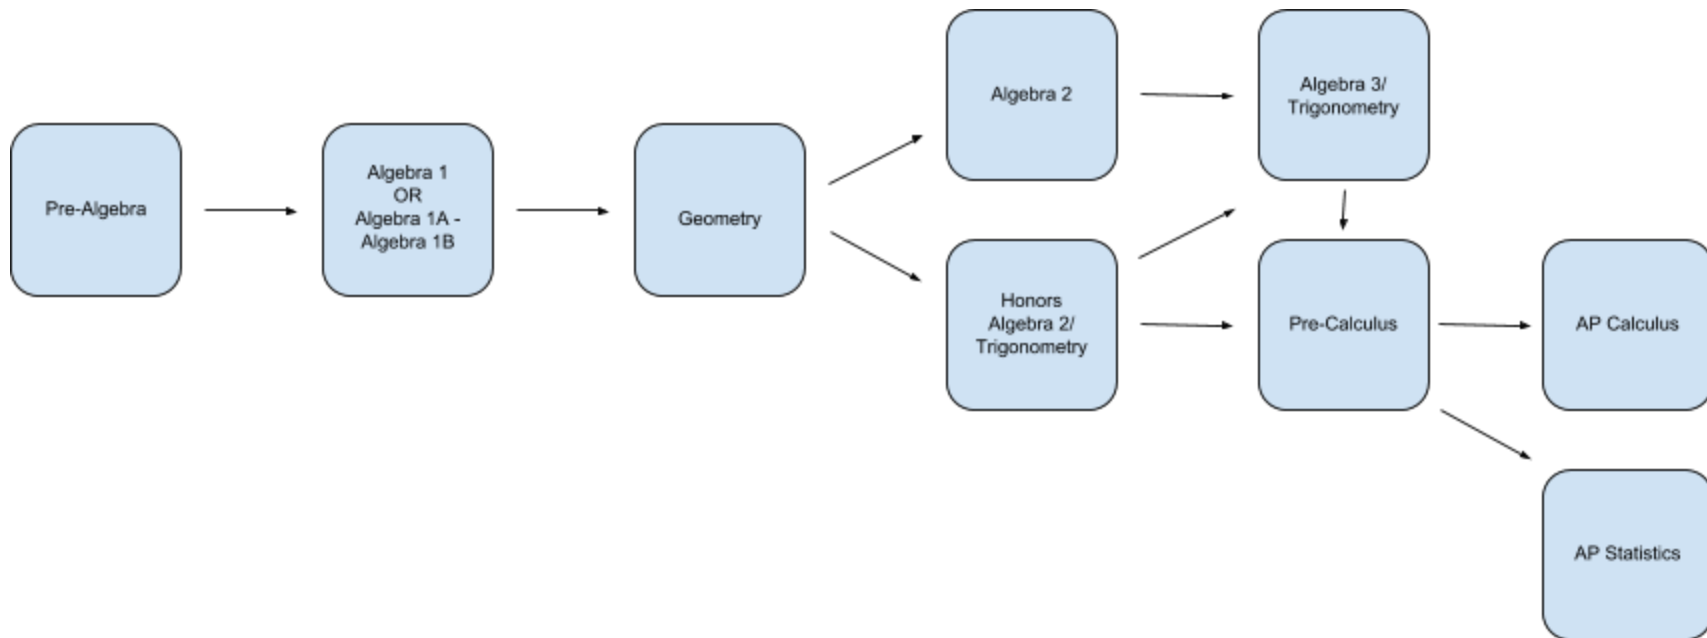 Pre-Algebra
Algebra 1
OR
Algebra 1A -
Algebra 1B
Geometry
Algebra 2
Algebra 3/
Trigonometry
Honors
Algebra 2/
Trigonometry
Pre-Calculus
AP Calculus
AP Statistics